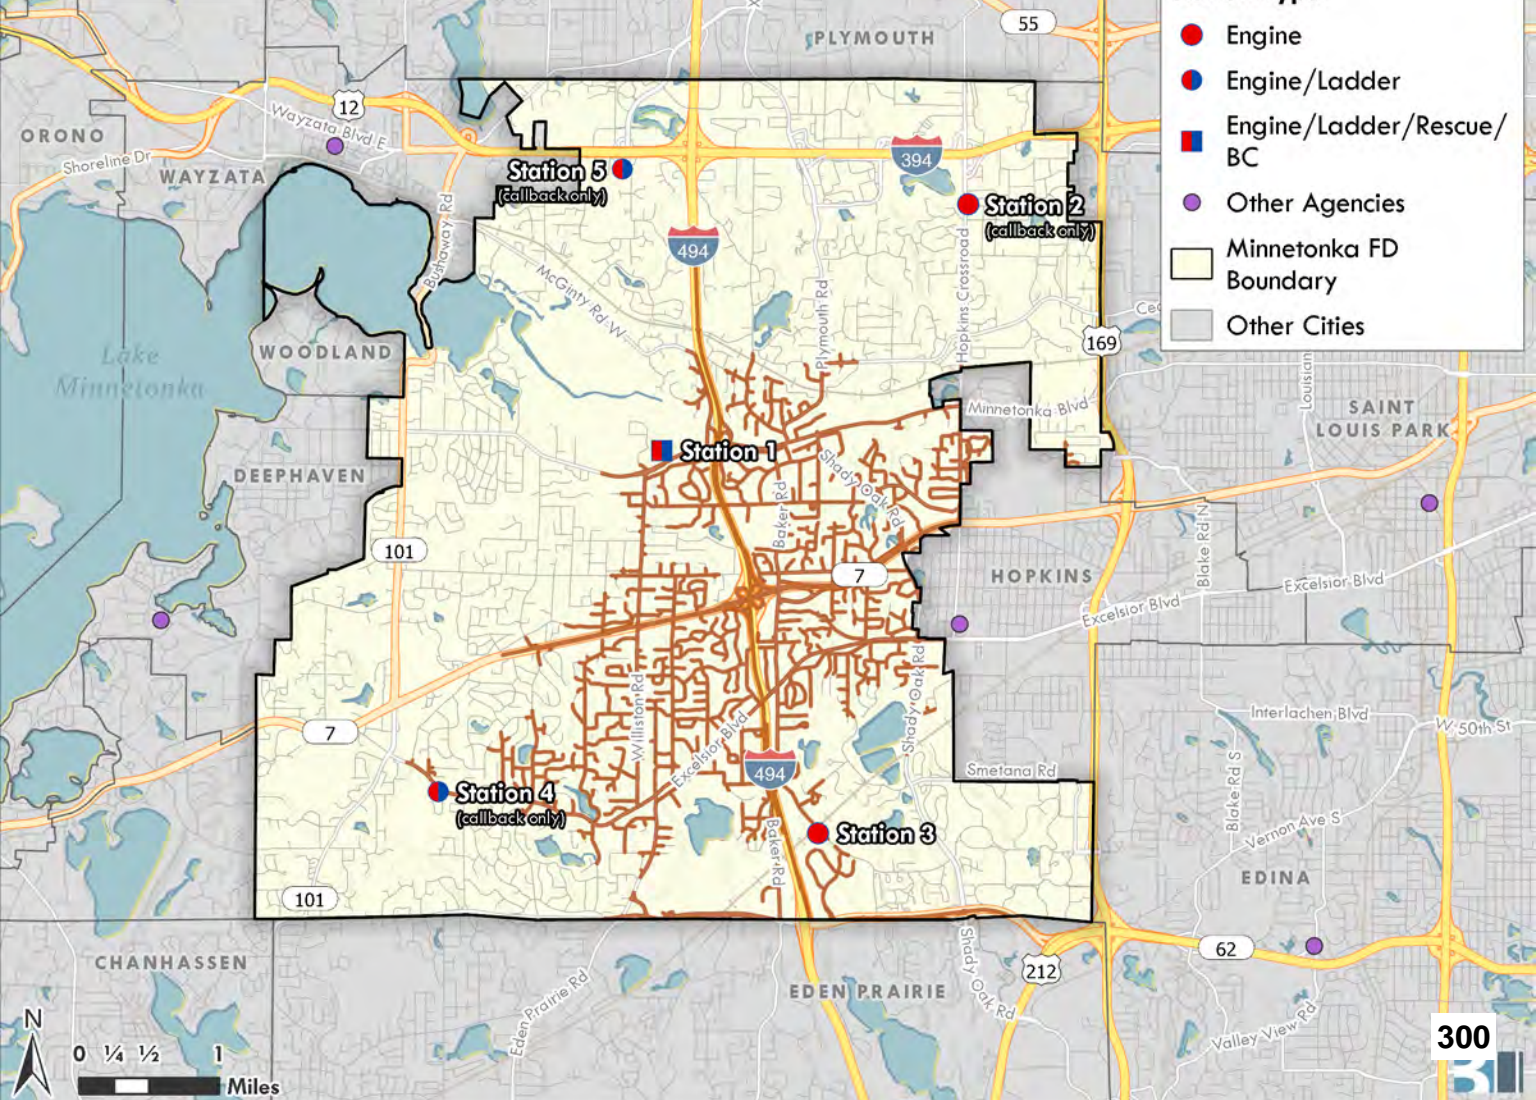 PLYMOUTH
55
Engine
Engine/Ladder
Engine/Ladder/Rescue/
BC
Other Agencies
Minnetonka FD
Boundary
Other Cities
12
Wayzata Blvd E
ORONO
Shoreline Dr
WAYZATA
394
Station 5
(callback only)
Station 2
(callback only)
Bushaway Rd
494
McGinty Rd W
Plymouth Rd
Hopkins Crossroad
169
Lake
Minnetonka
WOODLAND
Minnetonka Blvd
Louisian
SAINT
LOUIS PARK
Station 1
DEEPHAVEN
Shady Oak Rd
Baker Rd
101
7
HOPKINS
Blake Rd N
Excelsior Blvd
Excelsior Blvd
Shady Oak Rd
Williston Rd
Excelsior Blvd
7
Interlachen Blvd
W 50th St
494
Smetana Rd
Blake Rd S
Station 4
(callback only)
Station 3
Baker Rd
Vernon Ave S
EDINA
101
CHANHASSEN
62
Shady Oak Rd
212
EDEN PRAIRIE
Eden Prairie Rd
Valley View Rd
N
0 ¼ ½ 1
Miles
300